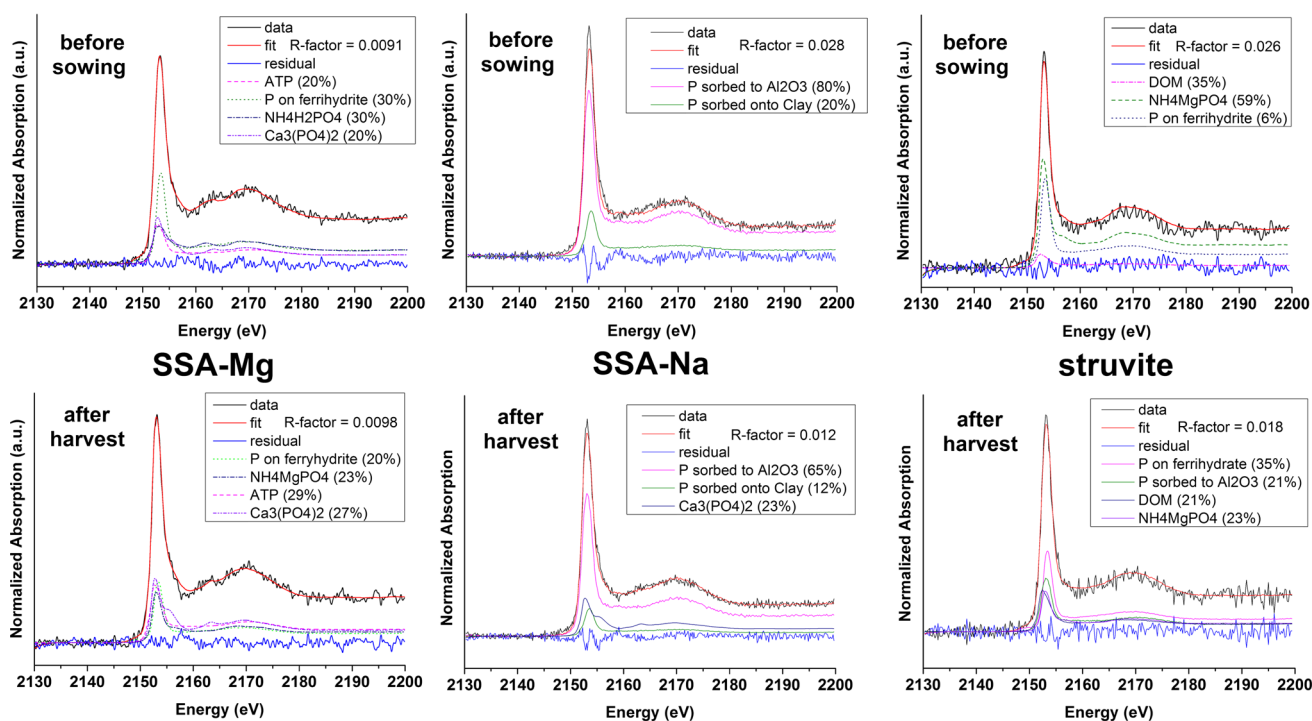 before
sowing
data
fit R-factor = 0.0091
residual
ATP (20%)
P on ferrihydrite (30%)
NH4H2PO4 (30%)
Ca3(PO4)2 (20%)
Normalized Absorption (a.u.)
2130 2140 2150 2160 2170 2180 2190 2200
Energy (eV)
before
sowing
data
fit R-factor = 0.028
residual
P sorbed to Al2O3 (80%)
P sorbed onto Clay (20%)
Normalized Absorption (a.u.)
2130 2140 2150 2160 2170 2180 2190 2200
Energy (eV)
before
sowing
data
fit R-factor = 0.026
residual
DOM (35%)
NH4MgPO4 (59%)
P on ferrihydrite (6%)
Normalized Absorption (a.u.)
2130 2140 2150 2160 2170 2180 2190 2200
Energy (eV)
SSA-Mg
SSA-Na
struvite
after
harvest
data
fit R-factor = 0.0098
residual
P on ferryhydrite (20%)
NH4MgPO4 (23%)
ATP (29%)
Ca3(PO4)2 (27%)
Normalized Absorption (a.u.)
2130 2140 2150 2160 2170 2180 2190 2200
Energy (eV)
after
harvest
data
fit R-factor = 0.012
residual
P sorbed to Al2O3 (65%)
P sorbed onto Clay (12%)
Ca3(PO4)2 (23%)
Normalized Absorption
2130 2140 2150 2160 2170 2180 2190 2200
Energy (eV)
after
harvest
data
fit R-factor = 0.018
residual
P on ferrihydrate (35%)
P sorbed to Al2O3 (21%)
DOM (21%)
NH4MgPO4 (23%)
Normalized Absorption
2130 2140 2150 2160 2170 2180 2190 2200
Energy (eV)